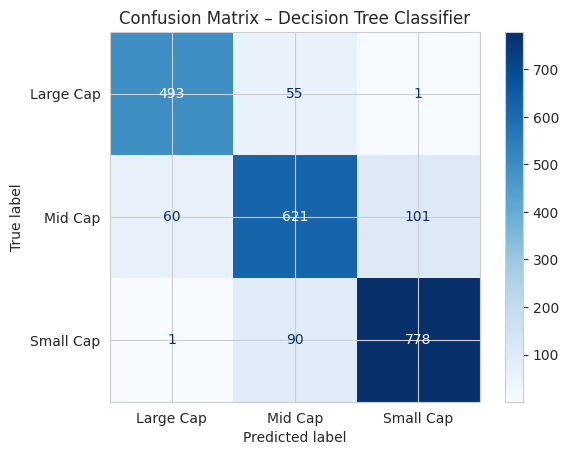 Confusion Matrix – Decision Tree Classifier
Large Cap 493 55 1
Mid Cap 60 621 101
Small Cap 1 90 778
Large Cap Mid Cap Small Cap
Predicted label
True label
700
600
500
400
300
200
100